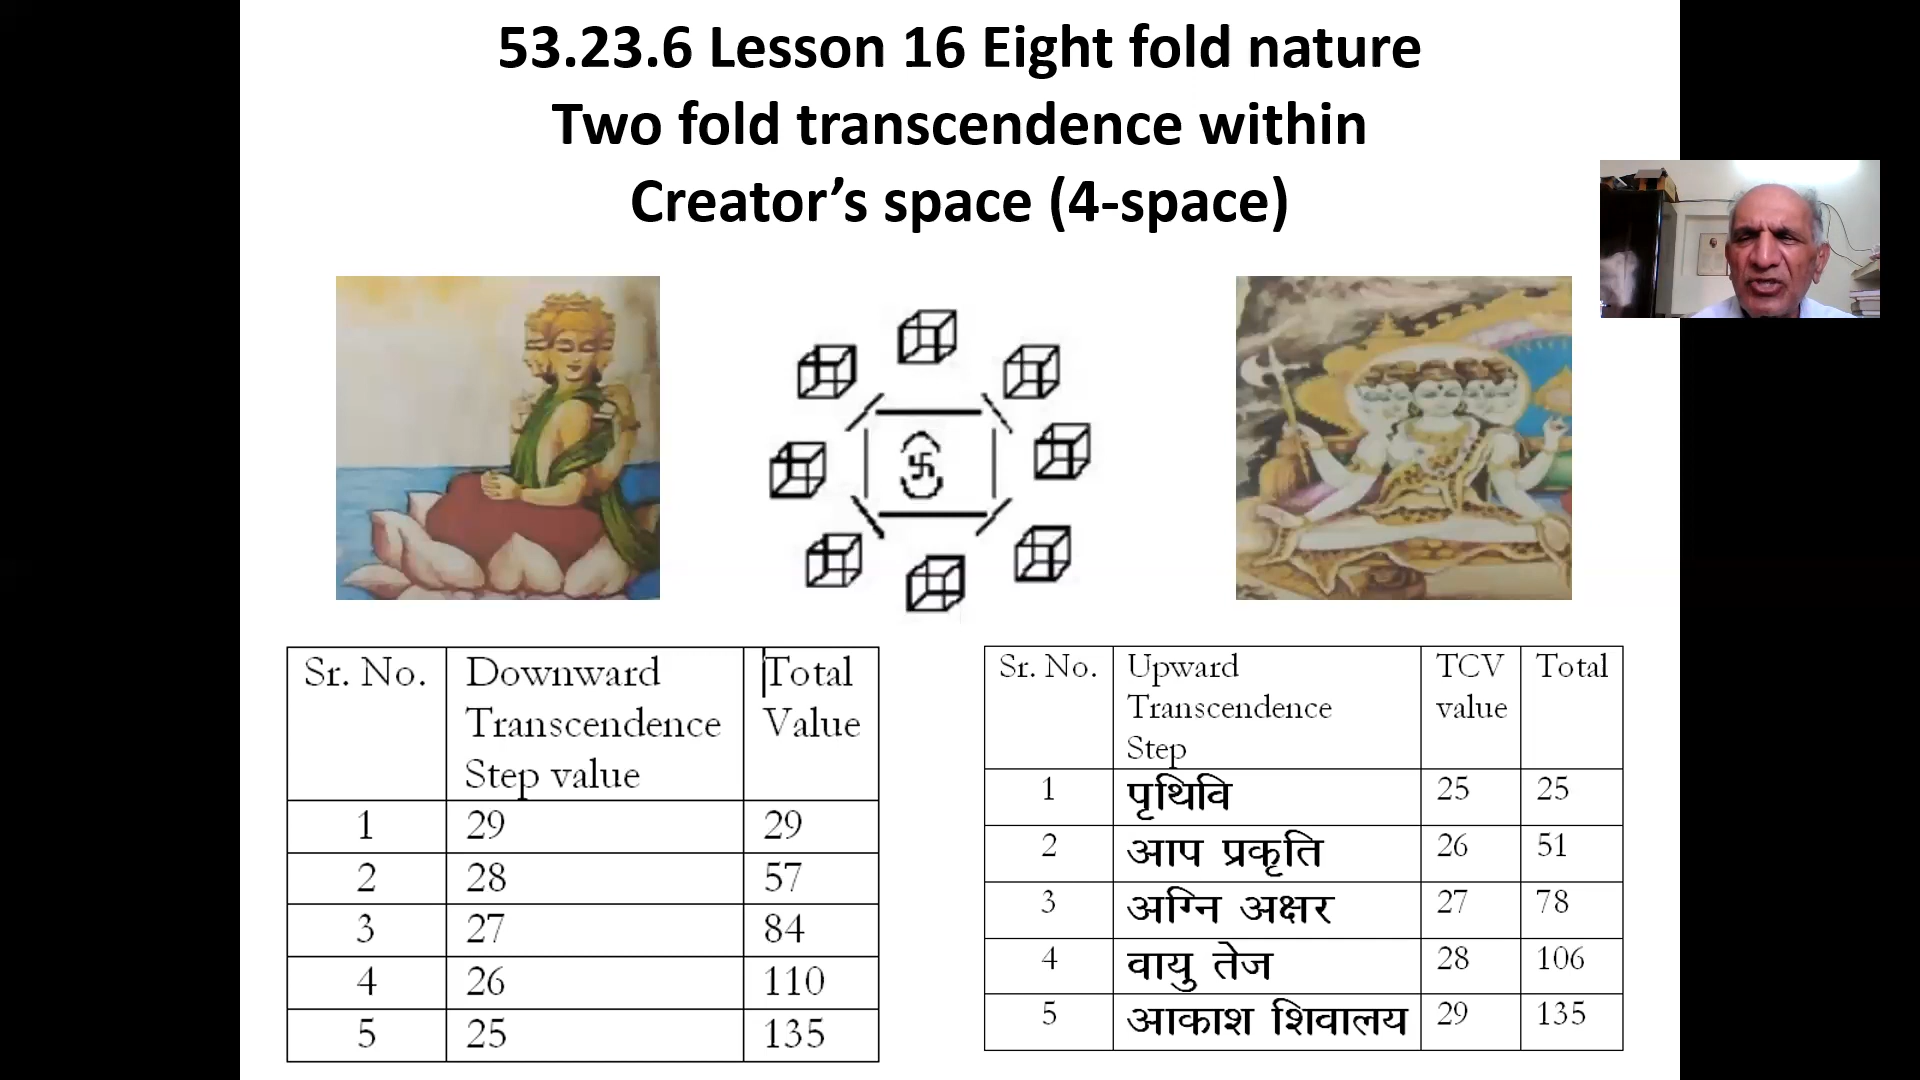 53.23.6 Lesson 16 Eight fold nature
Two fold transcendence within
Creator’s space (4-space)
Sr. No. Downward Total
Transcendence Value
Step value
1 29 29
2 28 57
3 27 84
4 26 110
5 25 135
Sr. No. Upward TCV Total
Transcendence value
Step
1 पृथिवि 25 25
2 आप प्रकृति 26 51
3 अग्नि अक्षर 27 78
4 वायु तेज 28 106
5 आकाश शिवालय 29 135